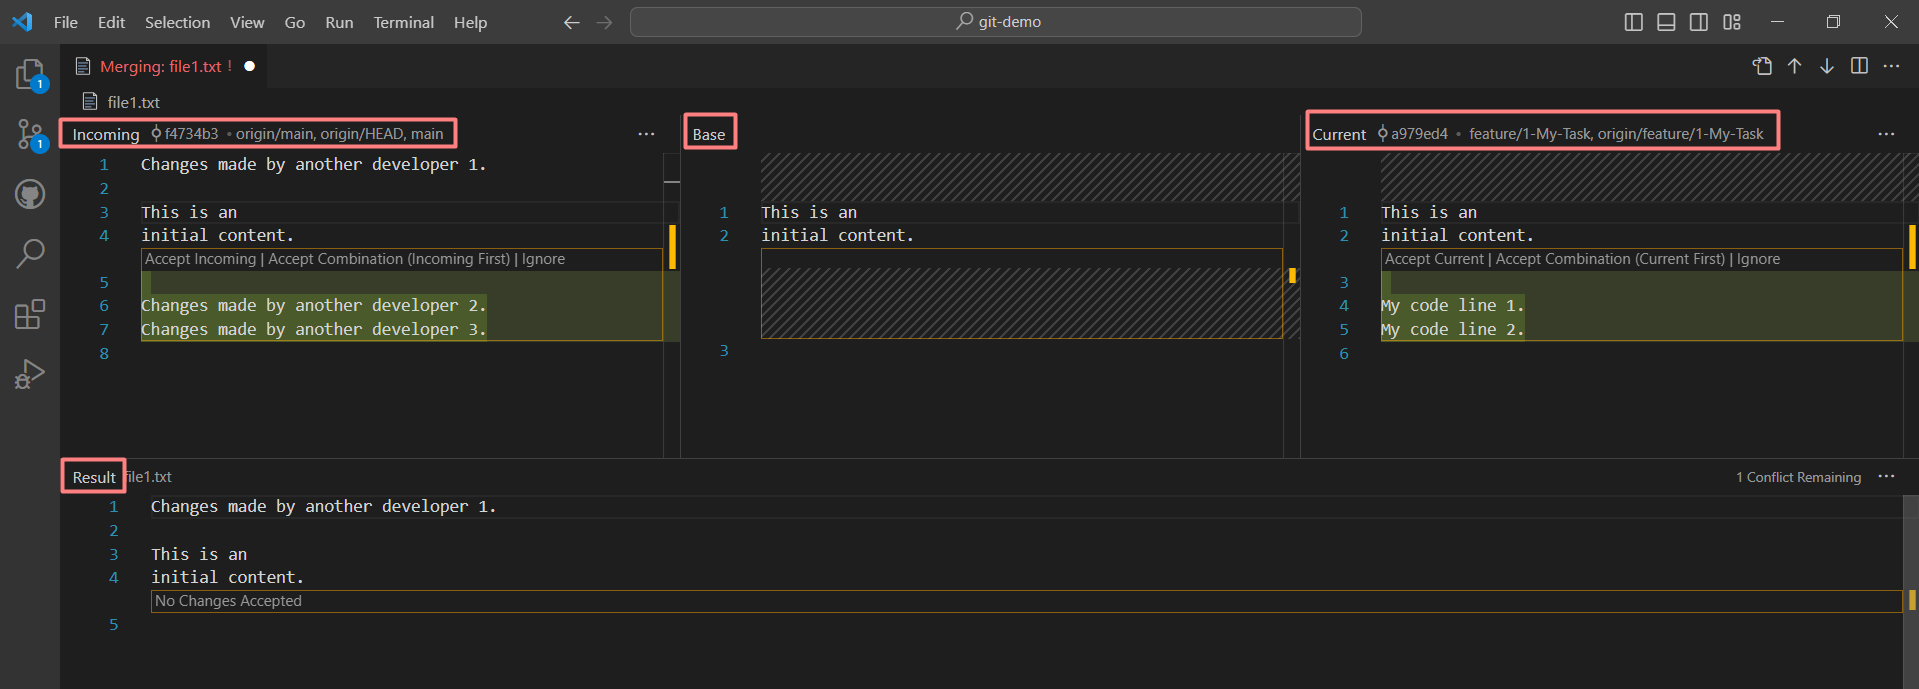 File Edit Selection View Go Run Terminal Help git-demo
Merging: file1.txt !
1
file1.txt
1
Incoming f4734b3 • origin/main, origin/HEAD, main
1 Changes made by another developer 1.
2
3 This is an
4 initial content.
Accept Incoming | Accept Combination (Incoming First) | Ignore
5
6 Changes made by another developer 2.
7 Changes made by another developer 3.
8
Base
1 This is an
2 initial content.
3
Current a979ed4 • feature/1-My-Task, origin/feature/1-My-Task
1 This is an
2 initial content.
Accept Current | Accept Combination (Current First) | Ignore
3
4 My code line 1.
5 My code line 2.
6
Result file1.txt
1 Conflict Remaining
1 Changes made by another developer 1.
2
3 This is an
4 initial content.
No Changes Accepted
5